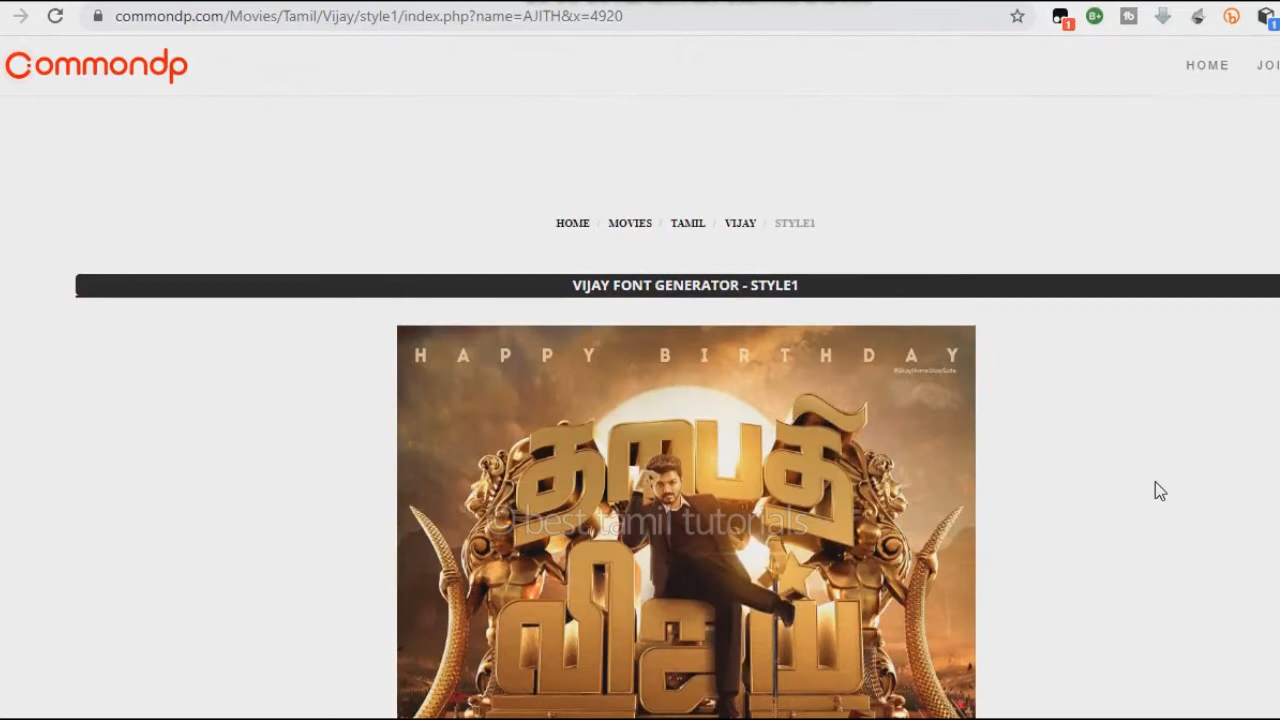 commondp.com/Movies/Tamil/Vijay/style1/index.php?name=AJITH&x=4920
Commondp
HOME JOI
HOME / MOVIES / TAMIL / VIJAY / STYLE1
VIJAY FONT GENERATOR - STYLE1
HAPPY BIRTHDAY
#StayHomeStaySafe
தளபதி
© best tamil tutorials
விஜய்